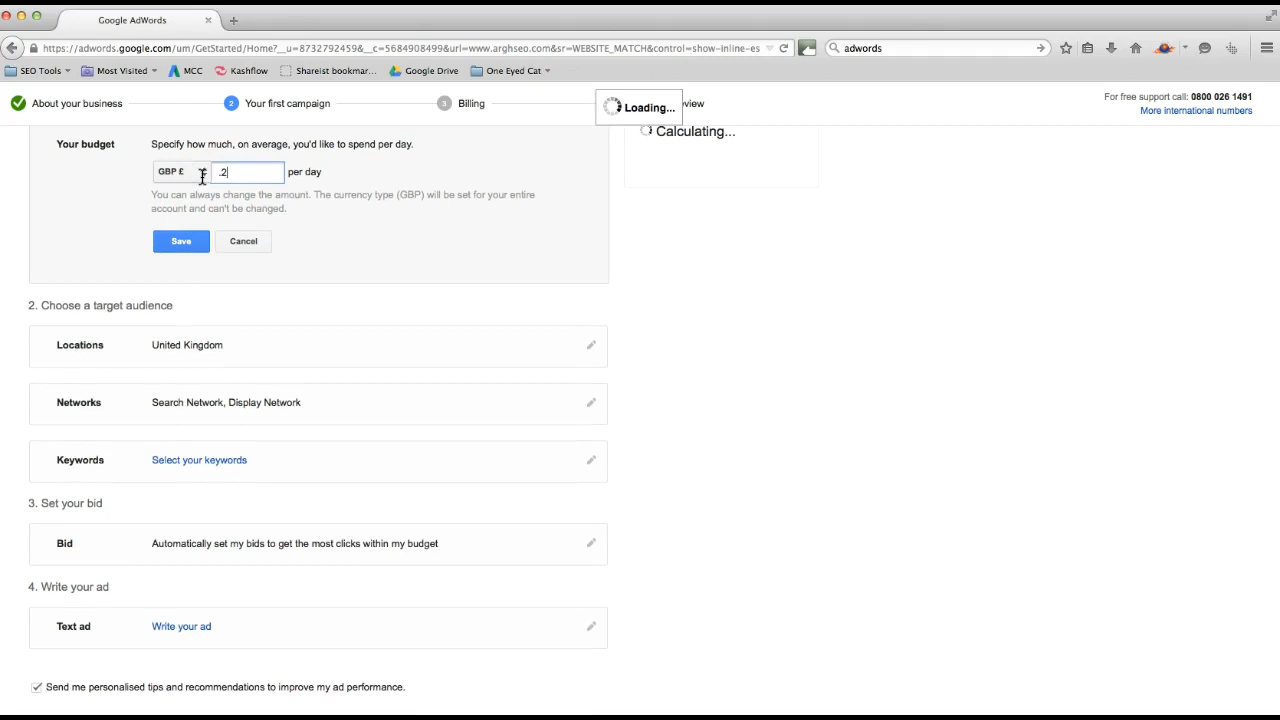 Google AdWords
https://adwords.google.com/um/GetStarted/Home?__u=8732792459&__c=5684908499&url=www.arghseo.com&sr=WEBSITE_MATCH&control=show-inline-es
adwords
SEO Tools
Most Visited
MCC
Kashflow
Shareist bookmar...
Google Drive
One Eyed Cat
About your business
2 Your first campaign
3 Billing
Loading...
view
For free support call: 0800 026 1491
More international numbers
Calculating...
Your budget
Specify how much, on average, you'd like to spend per day.
GBP £
.2
per day
You can always change the amount. The currency type (GBP) will be set for your entire
account and can't be changed.
Save
Cancel
2. Choose a target audience
Locations
United Kingdom
Networks
Search Network, Display Network
Keywords
Select your keywords
3. Set your bid
Bid
Automatically set my bids to get the most clicks within my budget
4. Write your ad
Text ad
Write your ad
Send me personalised tips and recommendations to improve my ad performance.